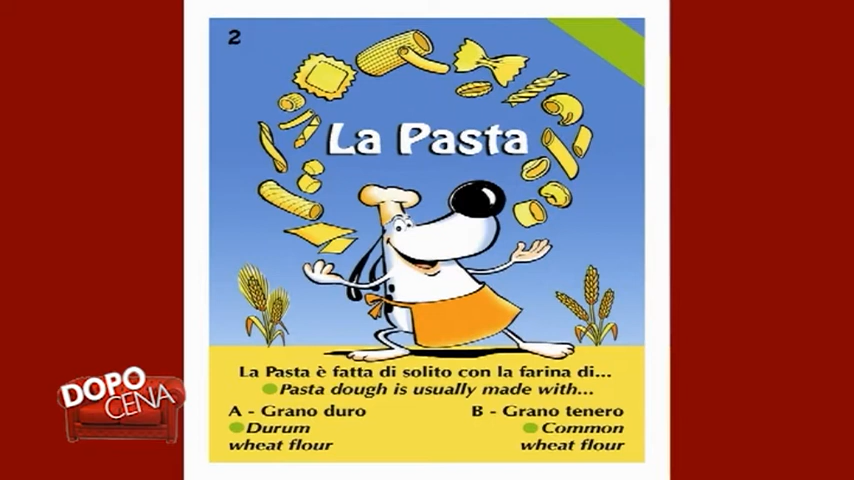 2
La Pasta
La Pasta è fatta di solito con la farina di...
Pasta dough is usually made with...
A - Grano duro
Durum
wheat flour
B - Grano tenero
Common
wheat flour
DOPO
CENA